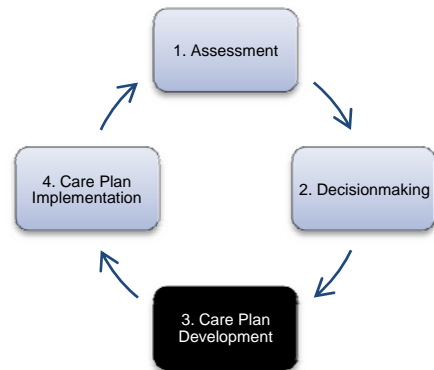 1. Assessment
2. Decisionmaking
3. Care Plan
Development
4. Care Plan
Implementation